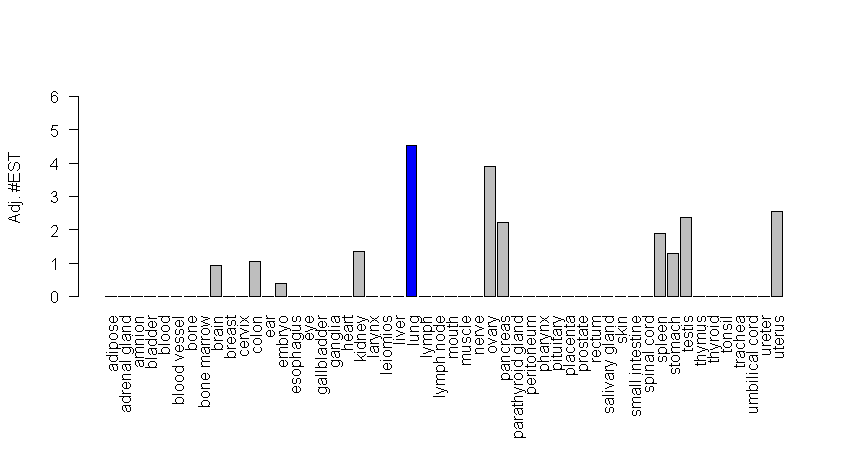 Adj. #EST
6
5
4
3
2
1
0
adipose
adrenal gland
amnion
bladder
blood
blood vessel
bone
bone marrow
brain
breast
cervix
colon
ear
embryo
esophagus
eye
gallbladder
ganglia
heart
kidney
larynx
leiomios
liver
lung
lymph
lymph node
mouth
muscle
nerve
ovary
pancreas
parathyroid gland
peritoneum
pharynx
pituitary
placenta
prostate
rectum
salivary gland
skin
small intestine
spinal cord
spleen
stomach
testis
thymus
thyroid
tonsil
trachea
umbilical cord
ureter
uterus